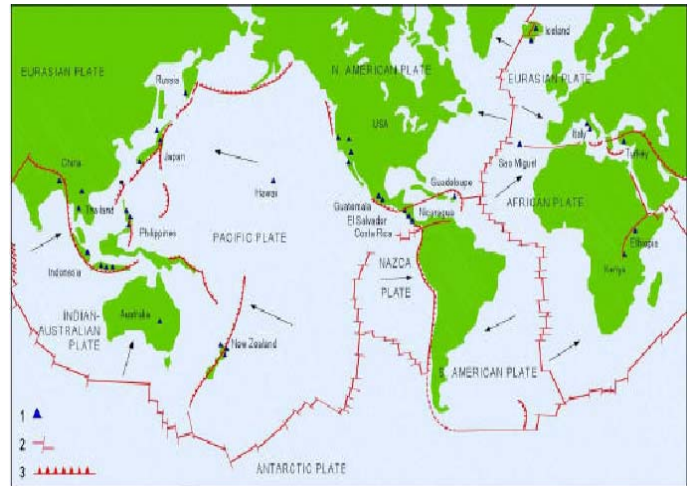 Iceland
EURASIAN PLATE
N. AMERICAN PLATE
EURASIAN PLATE
Russia
USA
Italy
Turkey
China
Japan
Sao Miguel
Hawaii
Guadaloupe
Thailand
Guatemala
Nicaragua
AFRICAN PLATE
El Salvador
Costa Rica
Philippines
PACIFIC PLATE
Ethiopia
NAZCA
PLATE
Kenya
Indonesia
INDIAN-
AUSTRALIAN
PLATE
Australia
New Zealand
S. AMERICAN PLATE
1
2
3
ANTARCTIC PLATE